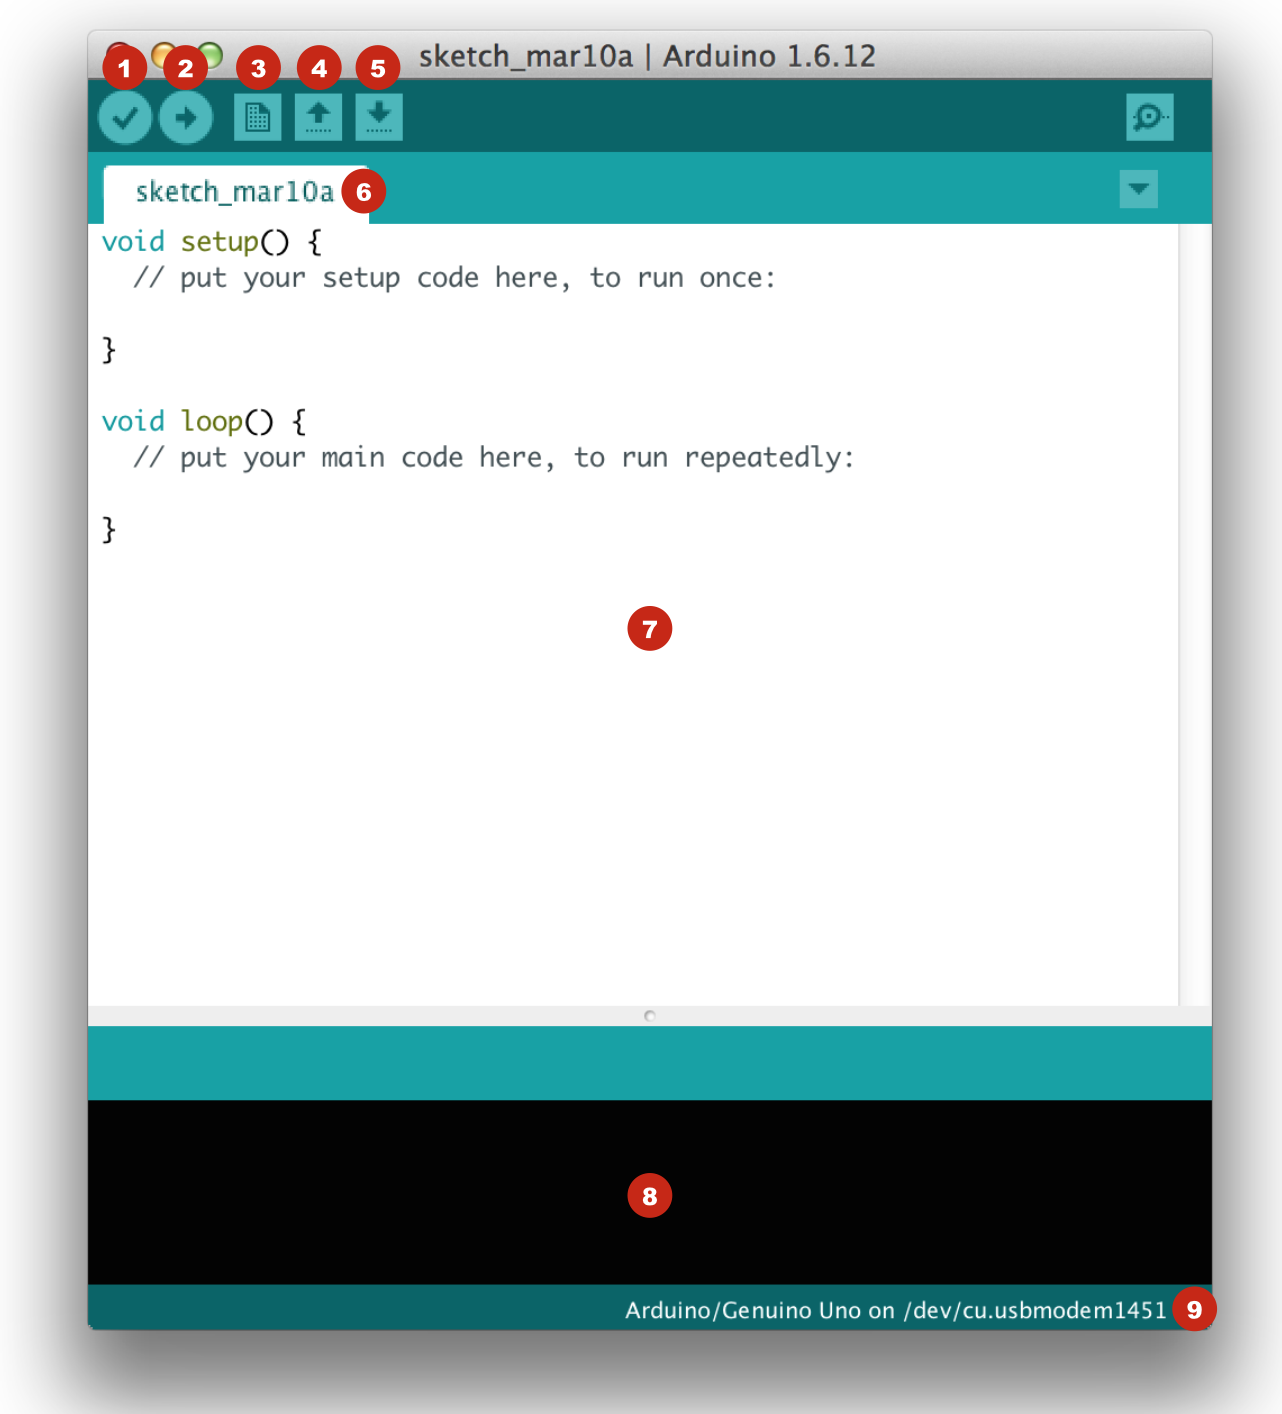 sketch_mar10a | Arduino 1.6.12
1 2 3 4 5
sketch_mar10a 6
void setup() {
  // put your setup code here, to run once:
}
void loop() {
  // put your main code here, to run repeatedly:
}
7
8
Arduino/Genuino Uno on /dev/cu.usbmodem1451 9